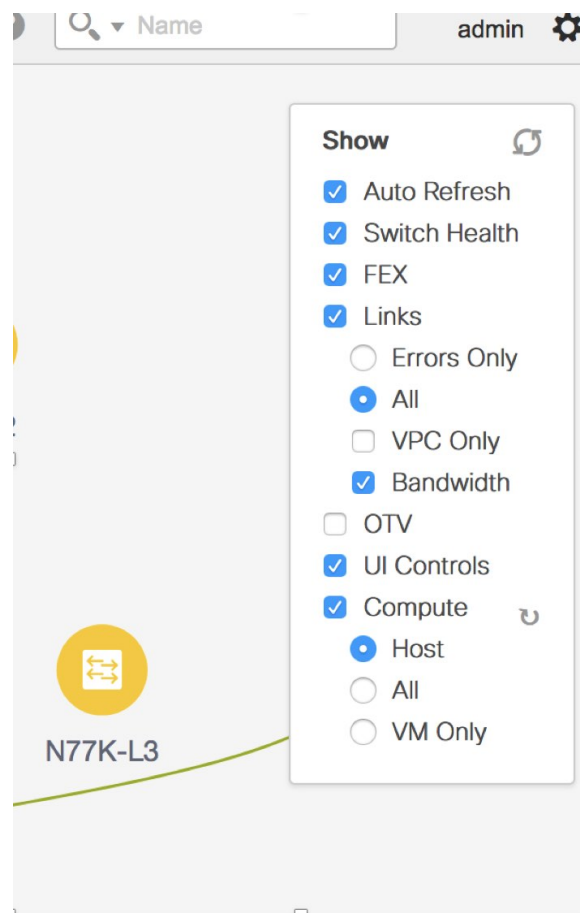 Name
admin
Show
Auto Refresh
Switch Health
FEX
Links
Errors Only
All
VPC Only
Bandwidth
OTV
UI Controls
Compute
Host
All
VM Only
N77K-L3